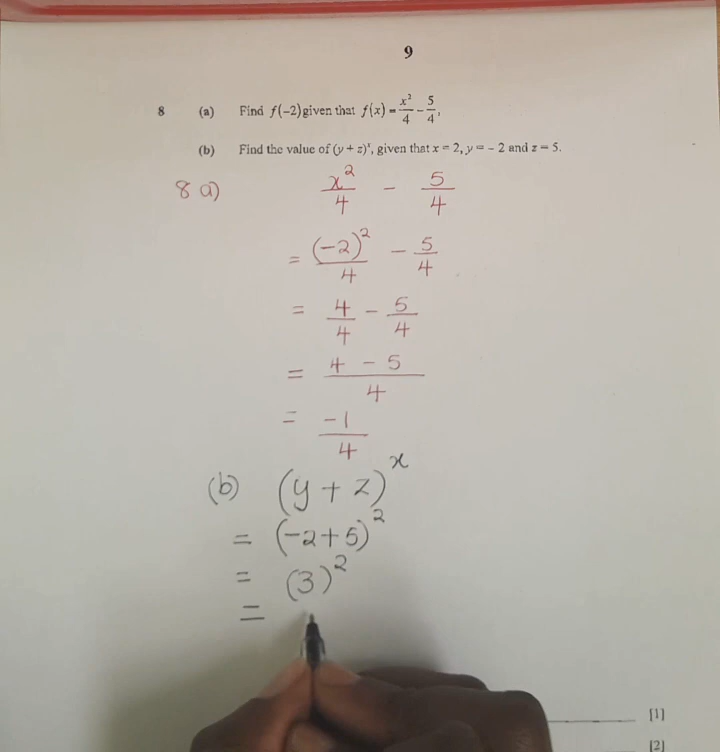 9
8 (a) Find f(−2)given that f(x) = x²/4 − 5/4,
(b) Find the value of (y + z)ˣ, given that x = 2, y = − 2 and z = 5.
8 a) x²/4 − 5/4
= (−2)²/4 − 5/4
= 4/4 − 5/4
= 4 − 5/4
= −1/4
(b) (y + z)ˣ
= (−2+5)²
= (3)²
=
[1]
[2]